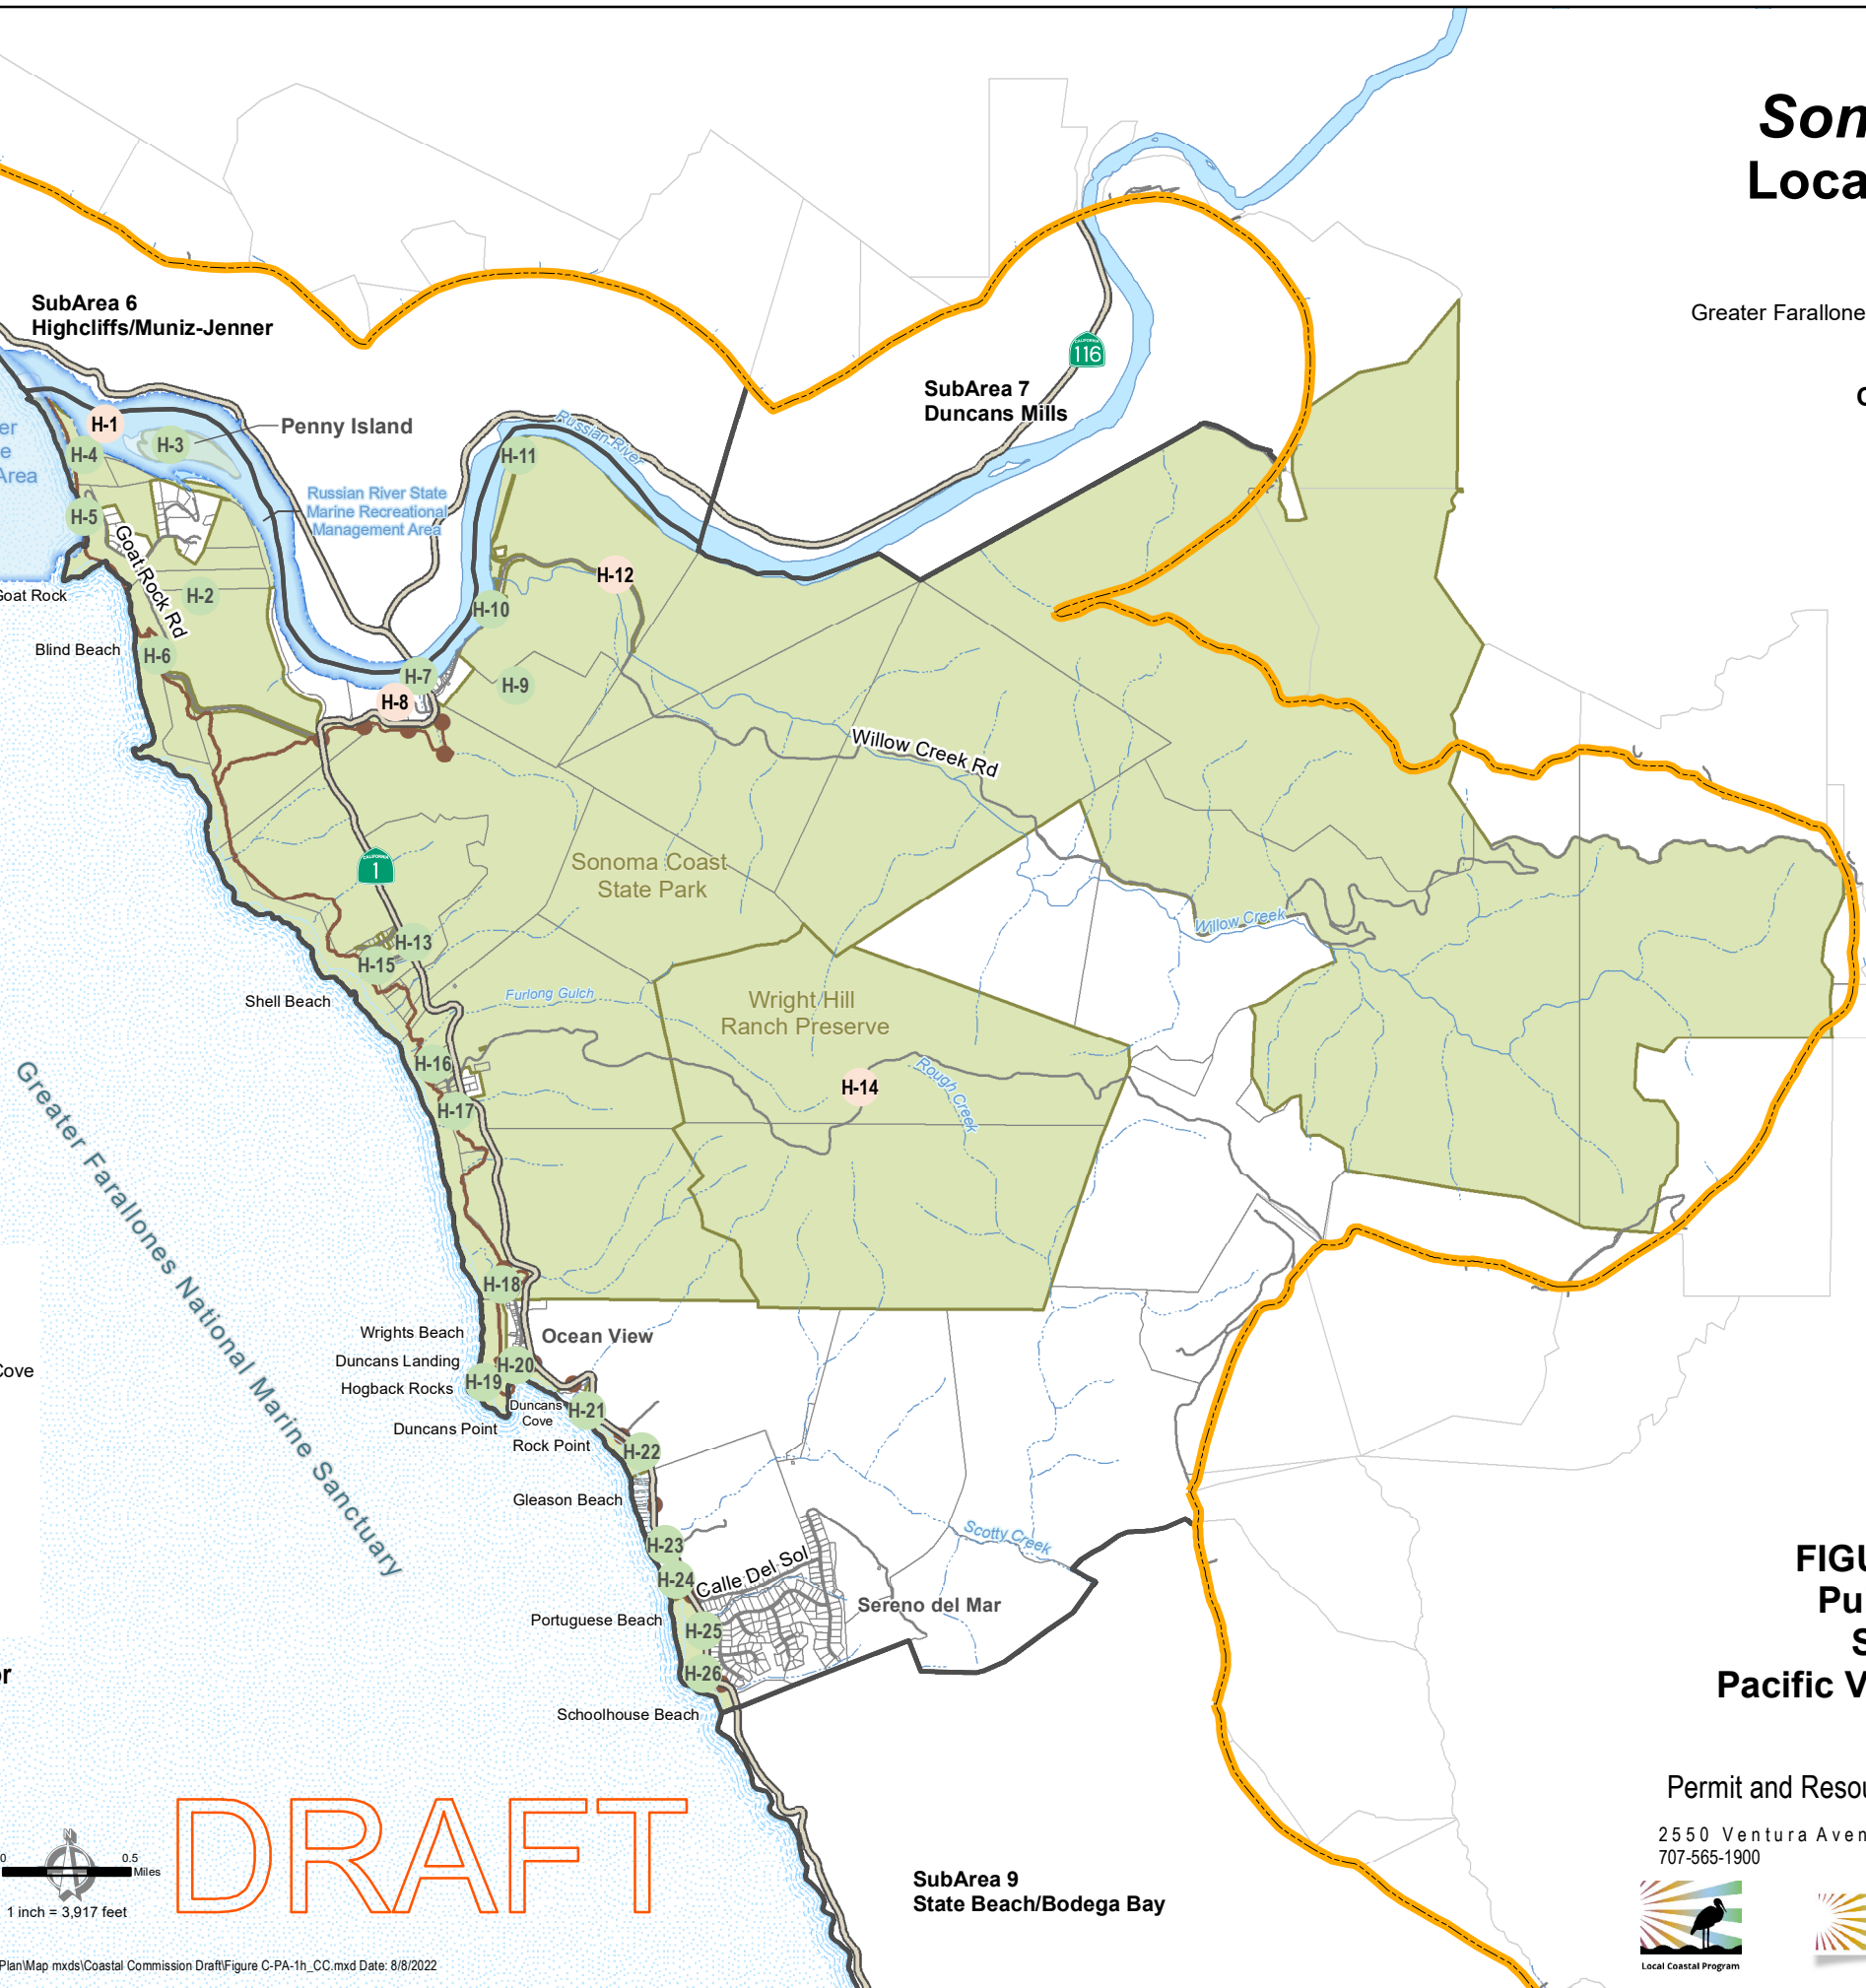 Son
Loca
Greater Farallone
SubArea 6
Highcliffs/Muniz-Jenner
116
SubArea 7
Duncans Mills
H-1
Penny Island
H-3
H-4
er
e
Area
Russian River
H-11
Russian River State
Marine Recreational
Management Area
H-5
Goat Rock Rd
H-12
Goat Rock
H-2
H-10
Blind Beach
H-6
H-7
H-9
H-8
Willow Creek Rd
CALIFORNIA
1
Sonoma Coast
State Park
Willow Creek
H-13
H-15
Shell Beach
Furlong Gulch
Wright Hill
Ranch Preserve
H-16
H-14
Rough Creek
H-17
Greater Farallones National Marine Sanctuary
H-18
Wrights Beach
Ocean View
Duncans Landing
H-20
Cove
H-19
Hogback Rocks
Duncans
Cove
H-21
Duncans Point
Rock Point
H-22
Gleason Beach
H-23
Scotty Creek
H-24
Calle Del Sol
Sereno del Mar
Portuguese Beach
H-25
H-26
Schoolhouse Beach
FIGU
Pu
S
Pacific V
or
Permit and Resou
2550 Ventura Aven
707-565-1900
Local Coastal Program
DRAFT
N
0 0.5
Miles
1 inch = 3,917 feet
SubArea 9
State Beach/Bodega Bay
Plan\Map mxds\Coastal Commission Draft\Figure C-PA-1h_CC.mxd Date: 8/8/2022